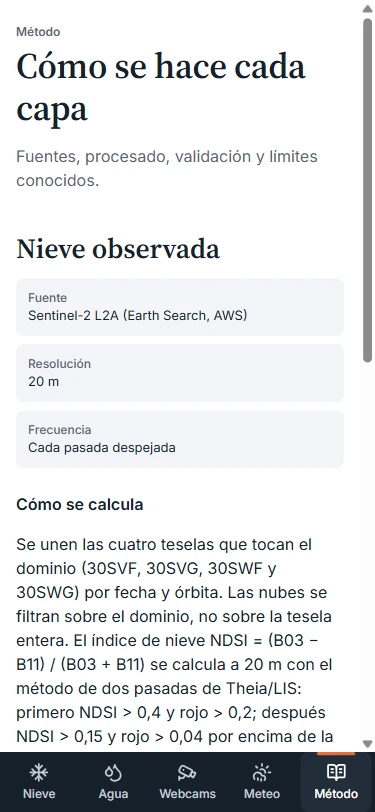 Método
Cómo se hace cada
capa
Fuentes, procesado, validación y límites
conocidos.
Nieve observada
Fuente
Sentinel-2 L2A (Earth Search, AWS)
Resolución
20 m
Frecuencia
Cada pasada despejada
Cómo se calcula
Se unen las cuatro teselas que tocan el
dominio (30SVF, 30SVG, 30SWF y
30SWG) por fecha y órbita. Las nubes se
filtran sobre el dominio, no sobre la tesela
entera. El índice de nieve NDSI = (B03 −
B11) / (B03 + B11) se calcula a 20 m con el
método de dos pasadas de Theia/LIS:
primero NDSI > 0,4 y rojo > 0,2; después
NDSI > 0,15 y rojo > 0,04 por encima de la
Nieve
Agua
Webcams
Meteo
Método